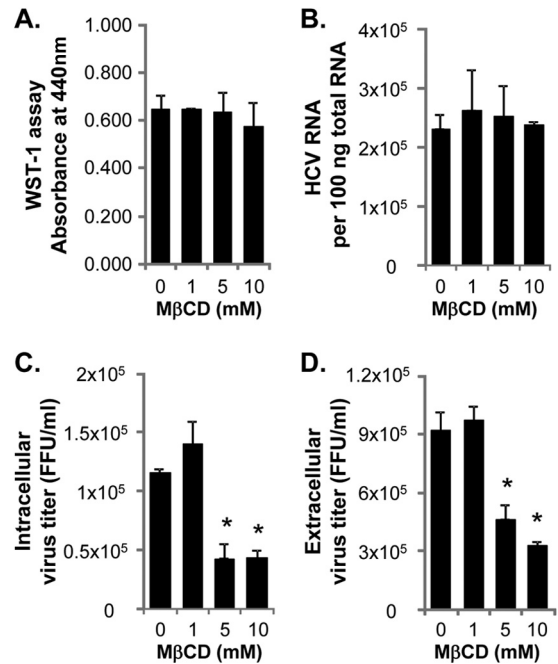 A.
WST-1 assay
Absorbance at 440nm
1.000
0.800
0.600
0.400
0.200
0.000
0 1 5 10
MβCD (mM)
B.
HCV RNA
per 100 ng total RNA
4x10⁵
3x10⁵
2x10⁵
1x10⁵
0
0 1 5 10
MβCD (mM)
C.
Intracellular
virus titer (FFU/ml)
2x10⁵
1.5x10⁵
1x10⁵
0.5x10⁵
0
* *
0 1 5 10
MβCD (mM)
D.
Extracellular
virus titer (FFU/ml)
1.2x10⁵
9x10⁵
6x10⁵
3x10⁵
0
*
*
0 1 5 10
MβCD (mM)